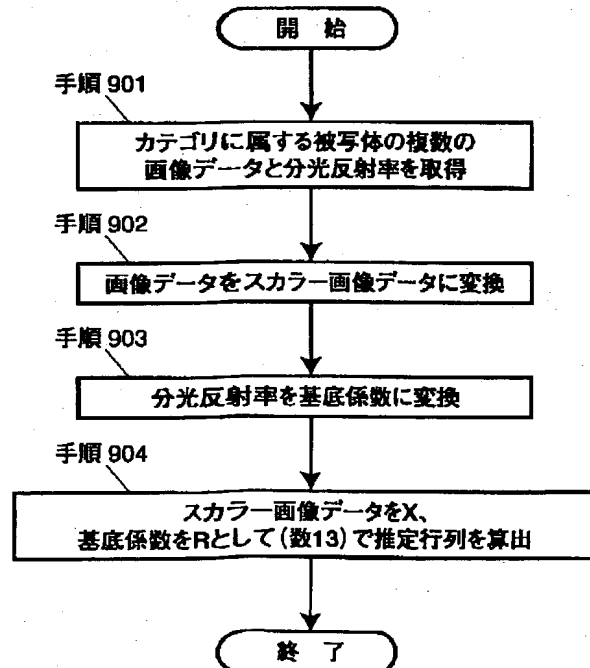 開 始
手順 901
カテゴリに属する被写体の複数の
画像データと分光反射率を取得
手順 902
画像データをスカラー画像データに変換
手順 903
分光反射率を基底係数に変換
手順 904
スカラー画像データをX、
基底係数をRとして(数13)で推定行列を算出
終 了